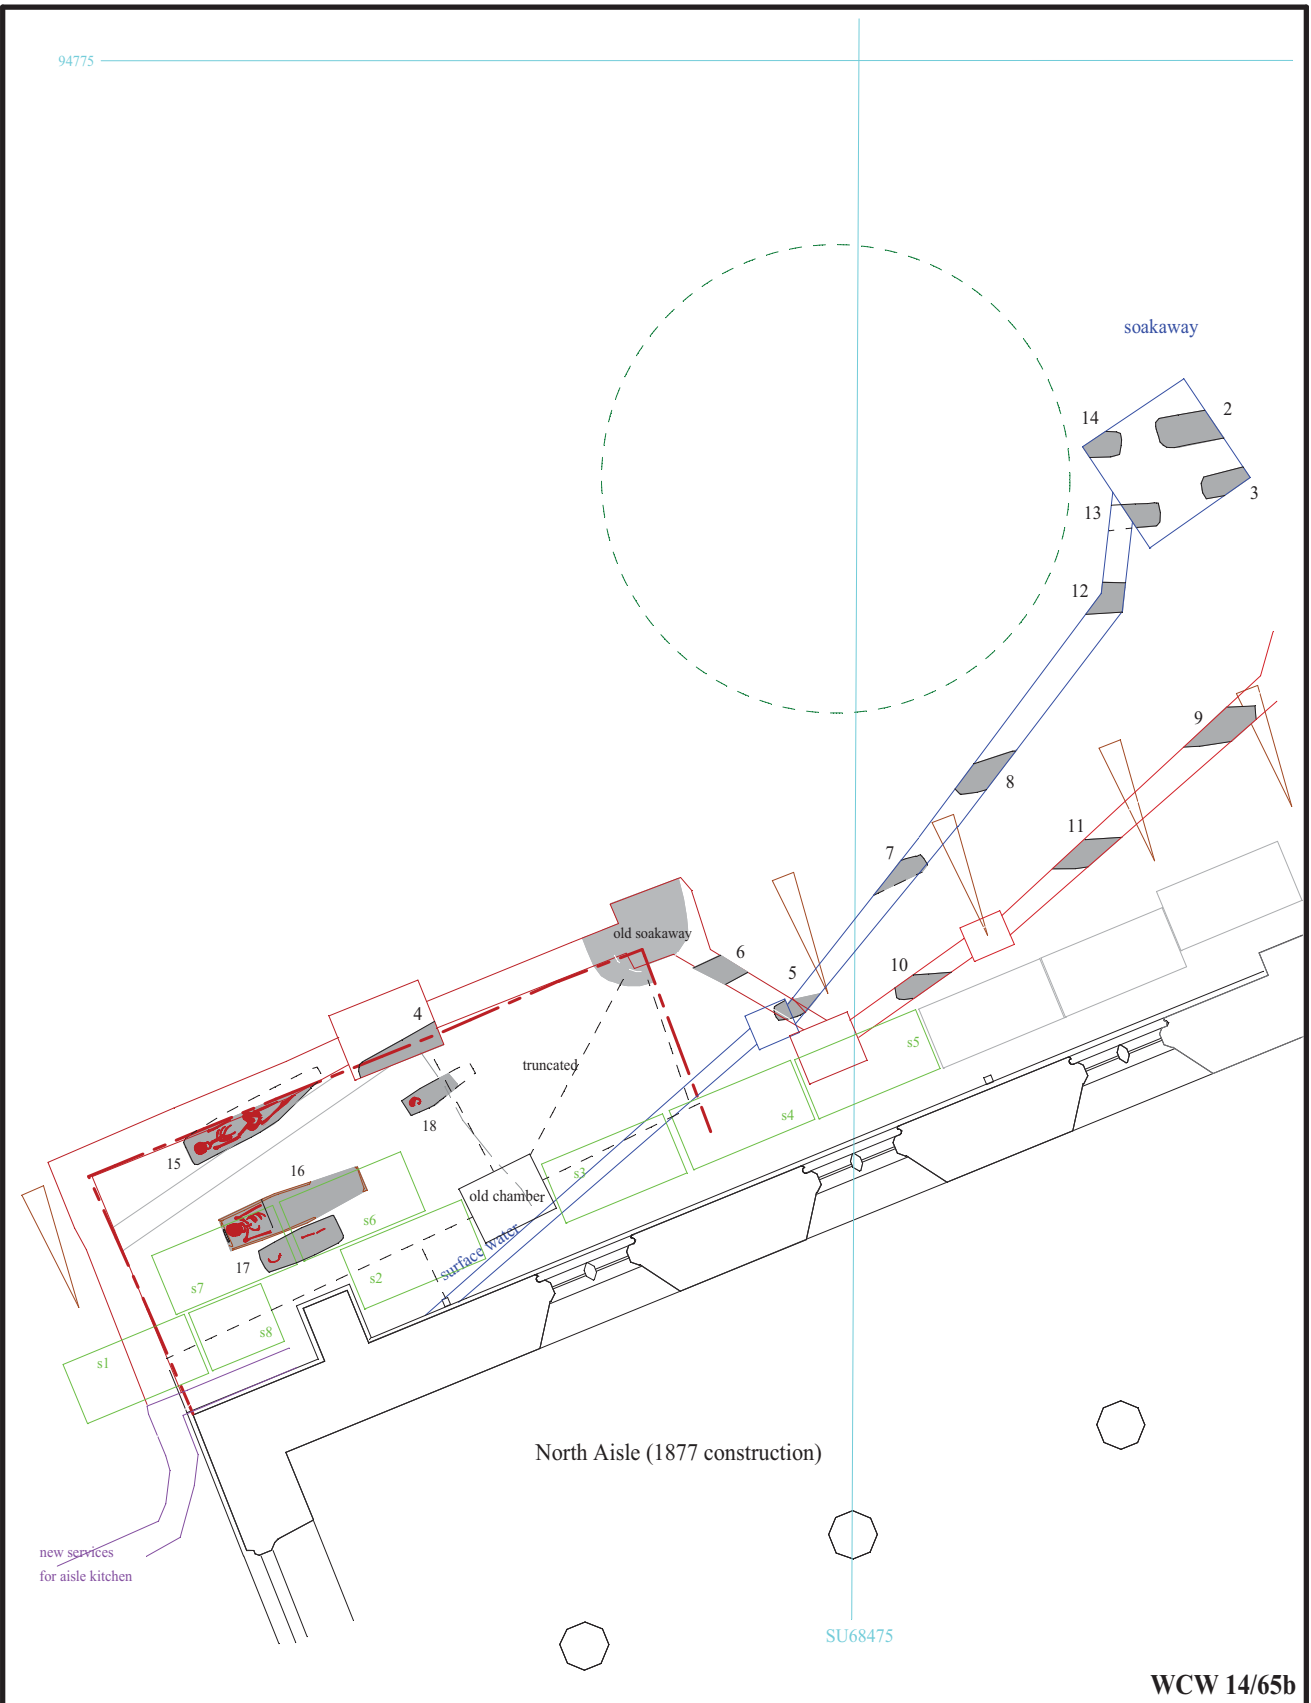 94775
soakaway
14
2
3
13
12
9
8
11
7
old soakaway
6
5
10
4
s5
truncated
s4
18
15
16
s3
old chamber
s6
17
surface water
s7
s2
s8
s1
North Aisle (1877 construction)
new services
for aisle kitchen
SU68475
WCW 14/65b